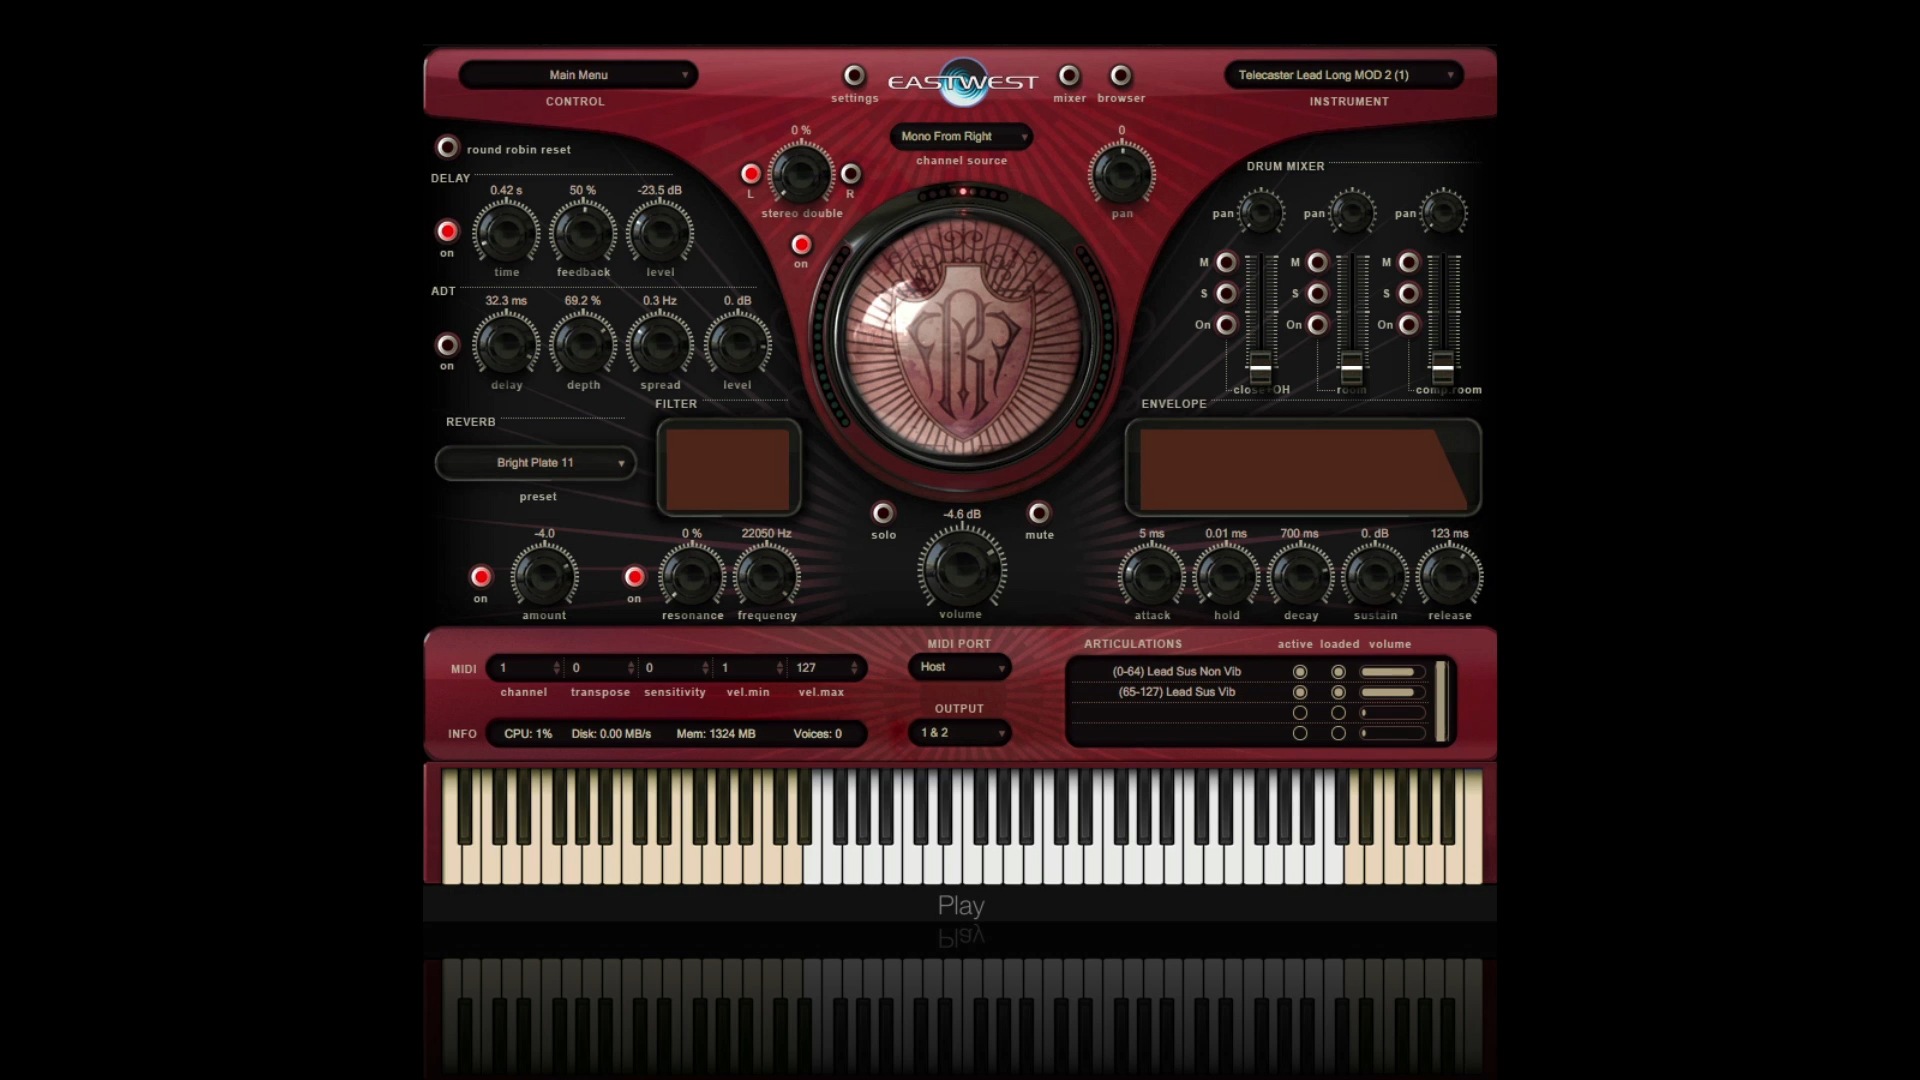 Main Menu
CONTROL
settings
EASTWEST
mixer
browser
Telecaster Lead Long MOD 2 (1)
INSTRUMENT
round robin reset
0 %
Mono From Right
channel source
0
L
R
stereo double
on
pan
DRUM MIXER
pan
pan
pan
M
M
M
S
S
S
On
On
On
close+OH
room
comp.room
DELAY
0.42 s
50 %
-23.5 dB
on
time
feedback
level
ADT
32.3 ms
69.2 %
0.3 Hz
0. dB
on
delay
depth
spread
level
REVERB
FILTER
ENVELOPE
Bright Plate 11
preset
-4.0
on
amount
on
0 %
22050 Hz
resonance
frequency
solo
-4.6 dB
mute
volume
5 ms
0.01 ms
700 ms
0. dB
123 ms
attack
hold
decay
sustain
release
MIDI
1
0
0
1
127
channel
transpose
sensitivity
vel.min
vel.max
INFO
CPU: 1%
Disk: 0.00 MB/s
Mem: 1324 MB
Voices: 0
MIDI PORT
Host
OUTPUT
1 & 2
ARTICULATIONS
active
loaded
volume
(0-64) Lead Sus Non Vib
(65-127) Lead Sus Vib
Play